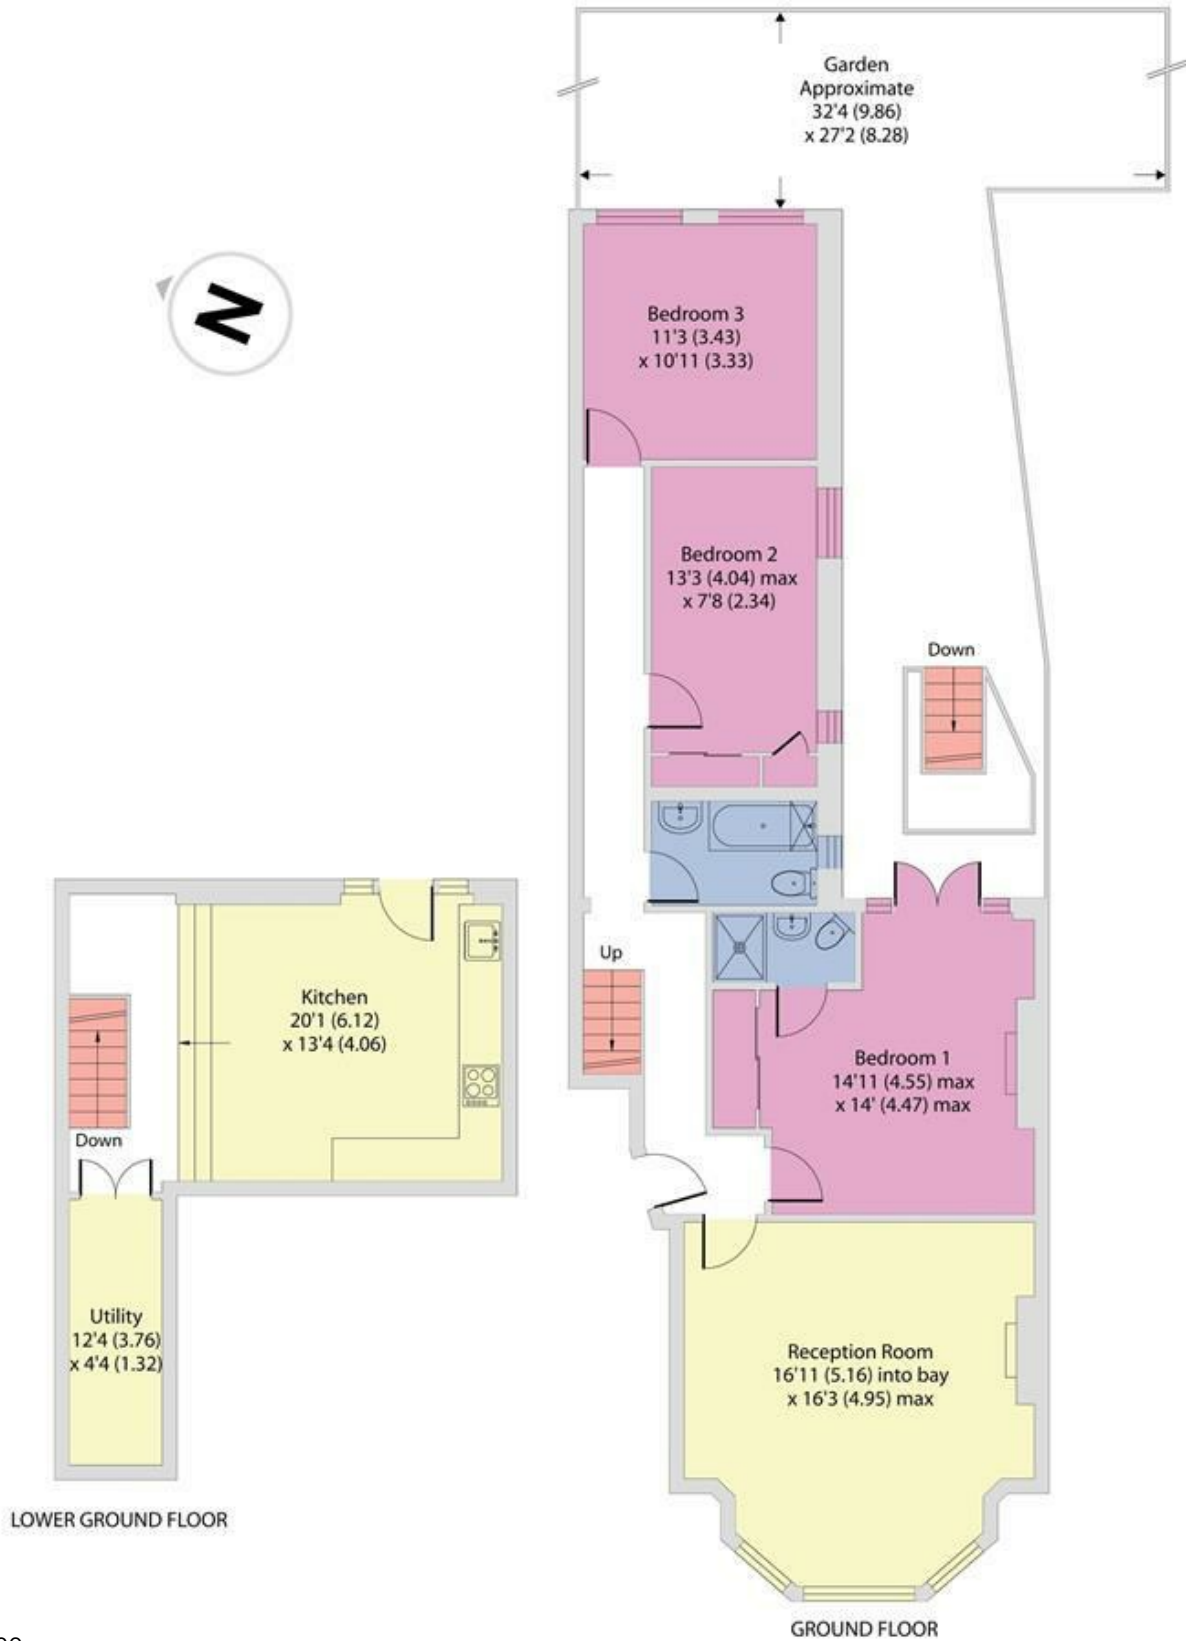 Garden
Approximate
32'4 (9.86)
x 27'2 (8.28)
N
Bedroom 3
11'3 (3.43)
x 10'11 (3.33)
Bedroom 2
13'3 (4.04) max
x 7'8 (2.34)
Down
Up
Kitchen
20'1 (6.12)
x 13'4 (4.06)
Bedroom 1
14'11 (4.55) max
x 14' (4.47) max
Down
Utility
12'4 (3.76)
x 4'4 (1.32)
Reception Room
16'11 (5.16) into bay
x 16'3 (4.95) max
LOWER GROUND FLOOR
GROUND FLOOR